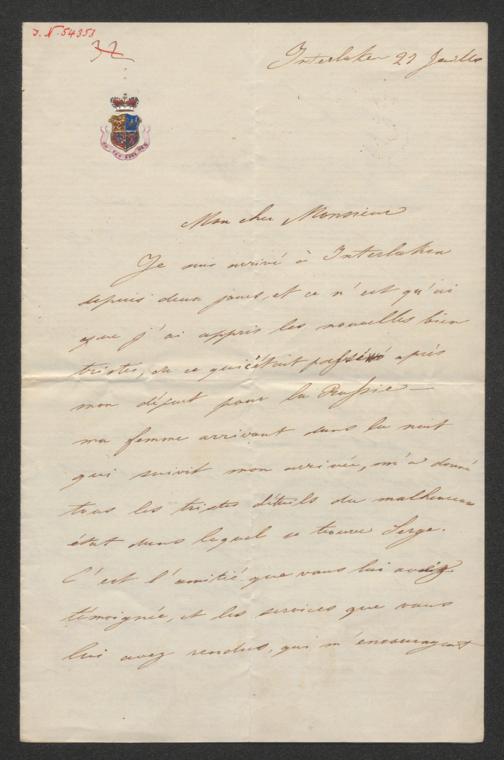 J. N. 54353
32
Interlaken 27 Juillet
Mon cher Monsieur
Je suis arrivé à Interlaken
depuis deux jours, et ce n'est qu'ici
que j'ai appris les nouvelles bien
tristes, de ce qui s'était passé après
mon départ pour la Russie —
ma femme arrivant dans la nuit
qui suivit mon arrivée, m'a donné
tous les tristes détails du malheureux
état dans lequel se trouve Serge.
C'est l'amitié que vous lui avez
témoignée, et les services que vous
lui avez rendus, qui m'encouragent